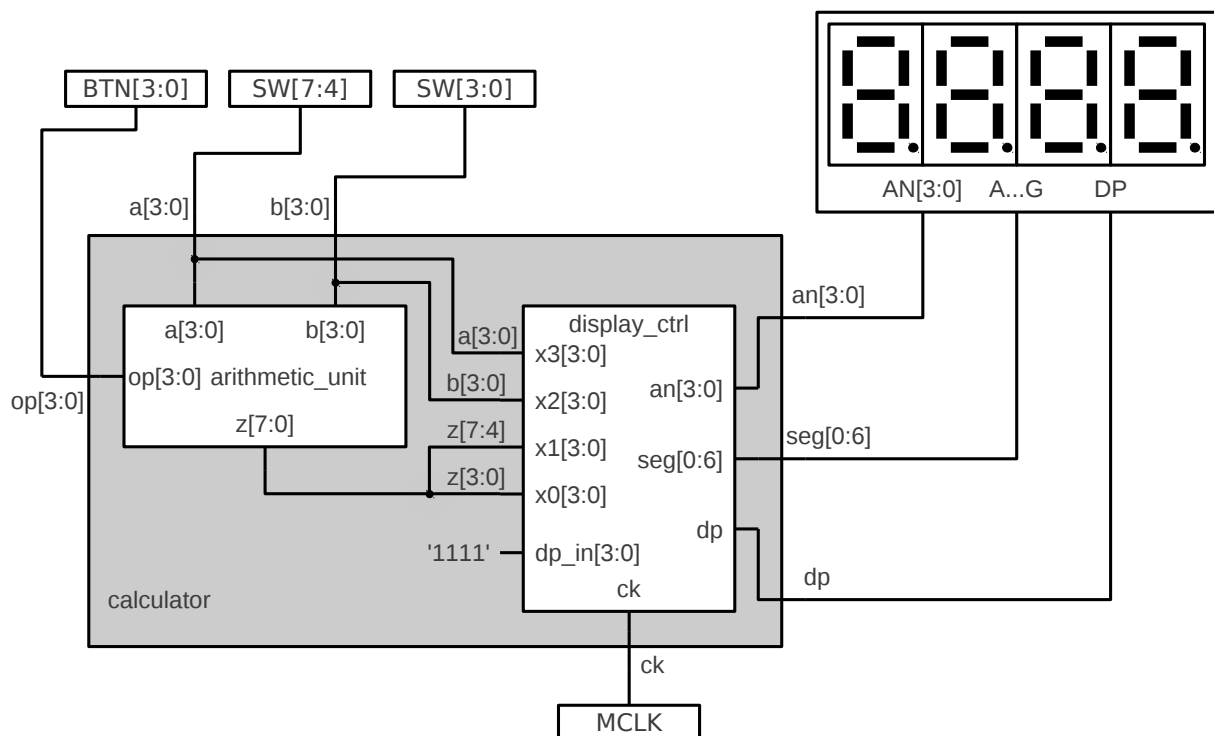 BTN[3:0]
SW[7:4]
SW[3:0]
AN[3:0]
A...G
DP
a[3:0]
b[3:0]
an[3:0]
a[3:0]
b[3:0]
display_ctrl
a[3:0]
x3[3:0]
op[3:0]
arithmetic_unit
b[3:0]
an[3:0]
op[3:0]
x2[3:0]
z[7:0]
z[7:4]
x1[3:0]
seg[0:6]
seg[0:6]
z[3:0]
x0[3:0]
dp
'1111'
dp_in[3:0]
dp
ck
calculator
ck
MCLK